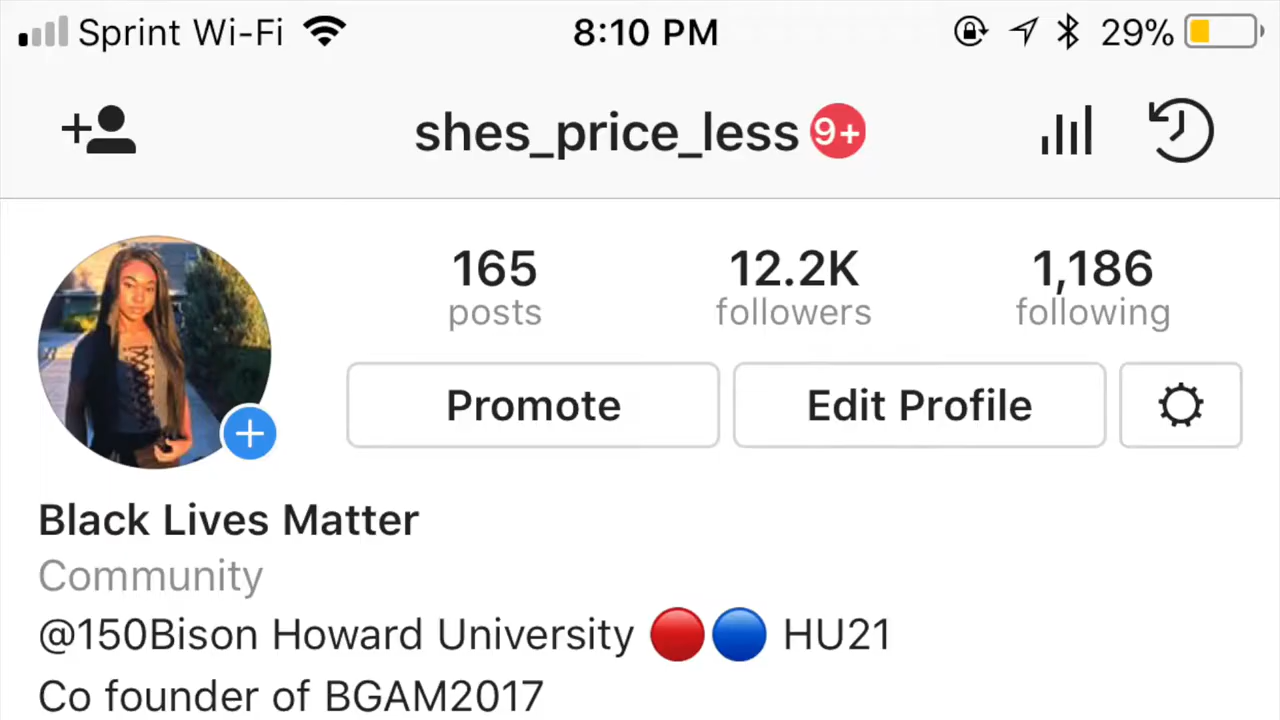 Sprint Wi-Fi 8:10 PM 29%
shes_price_less 9+
165 12.2K 1,186
posts followers following
Promote Edit Profile
Black Lives Matter
Community
@150Bison Howard University 🔴🔵 HU21
Co founder of BGAM2017